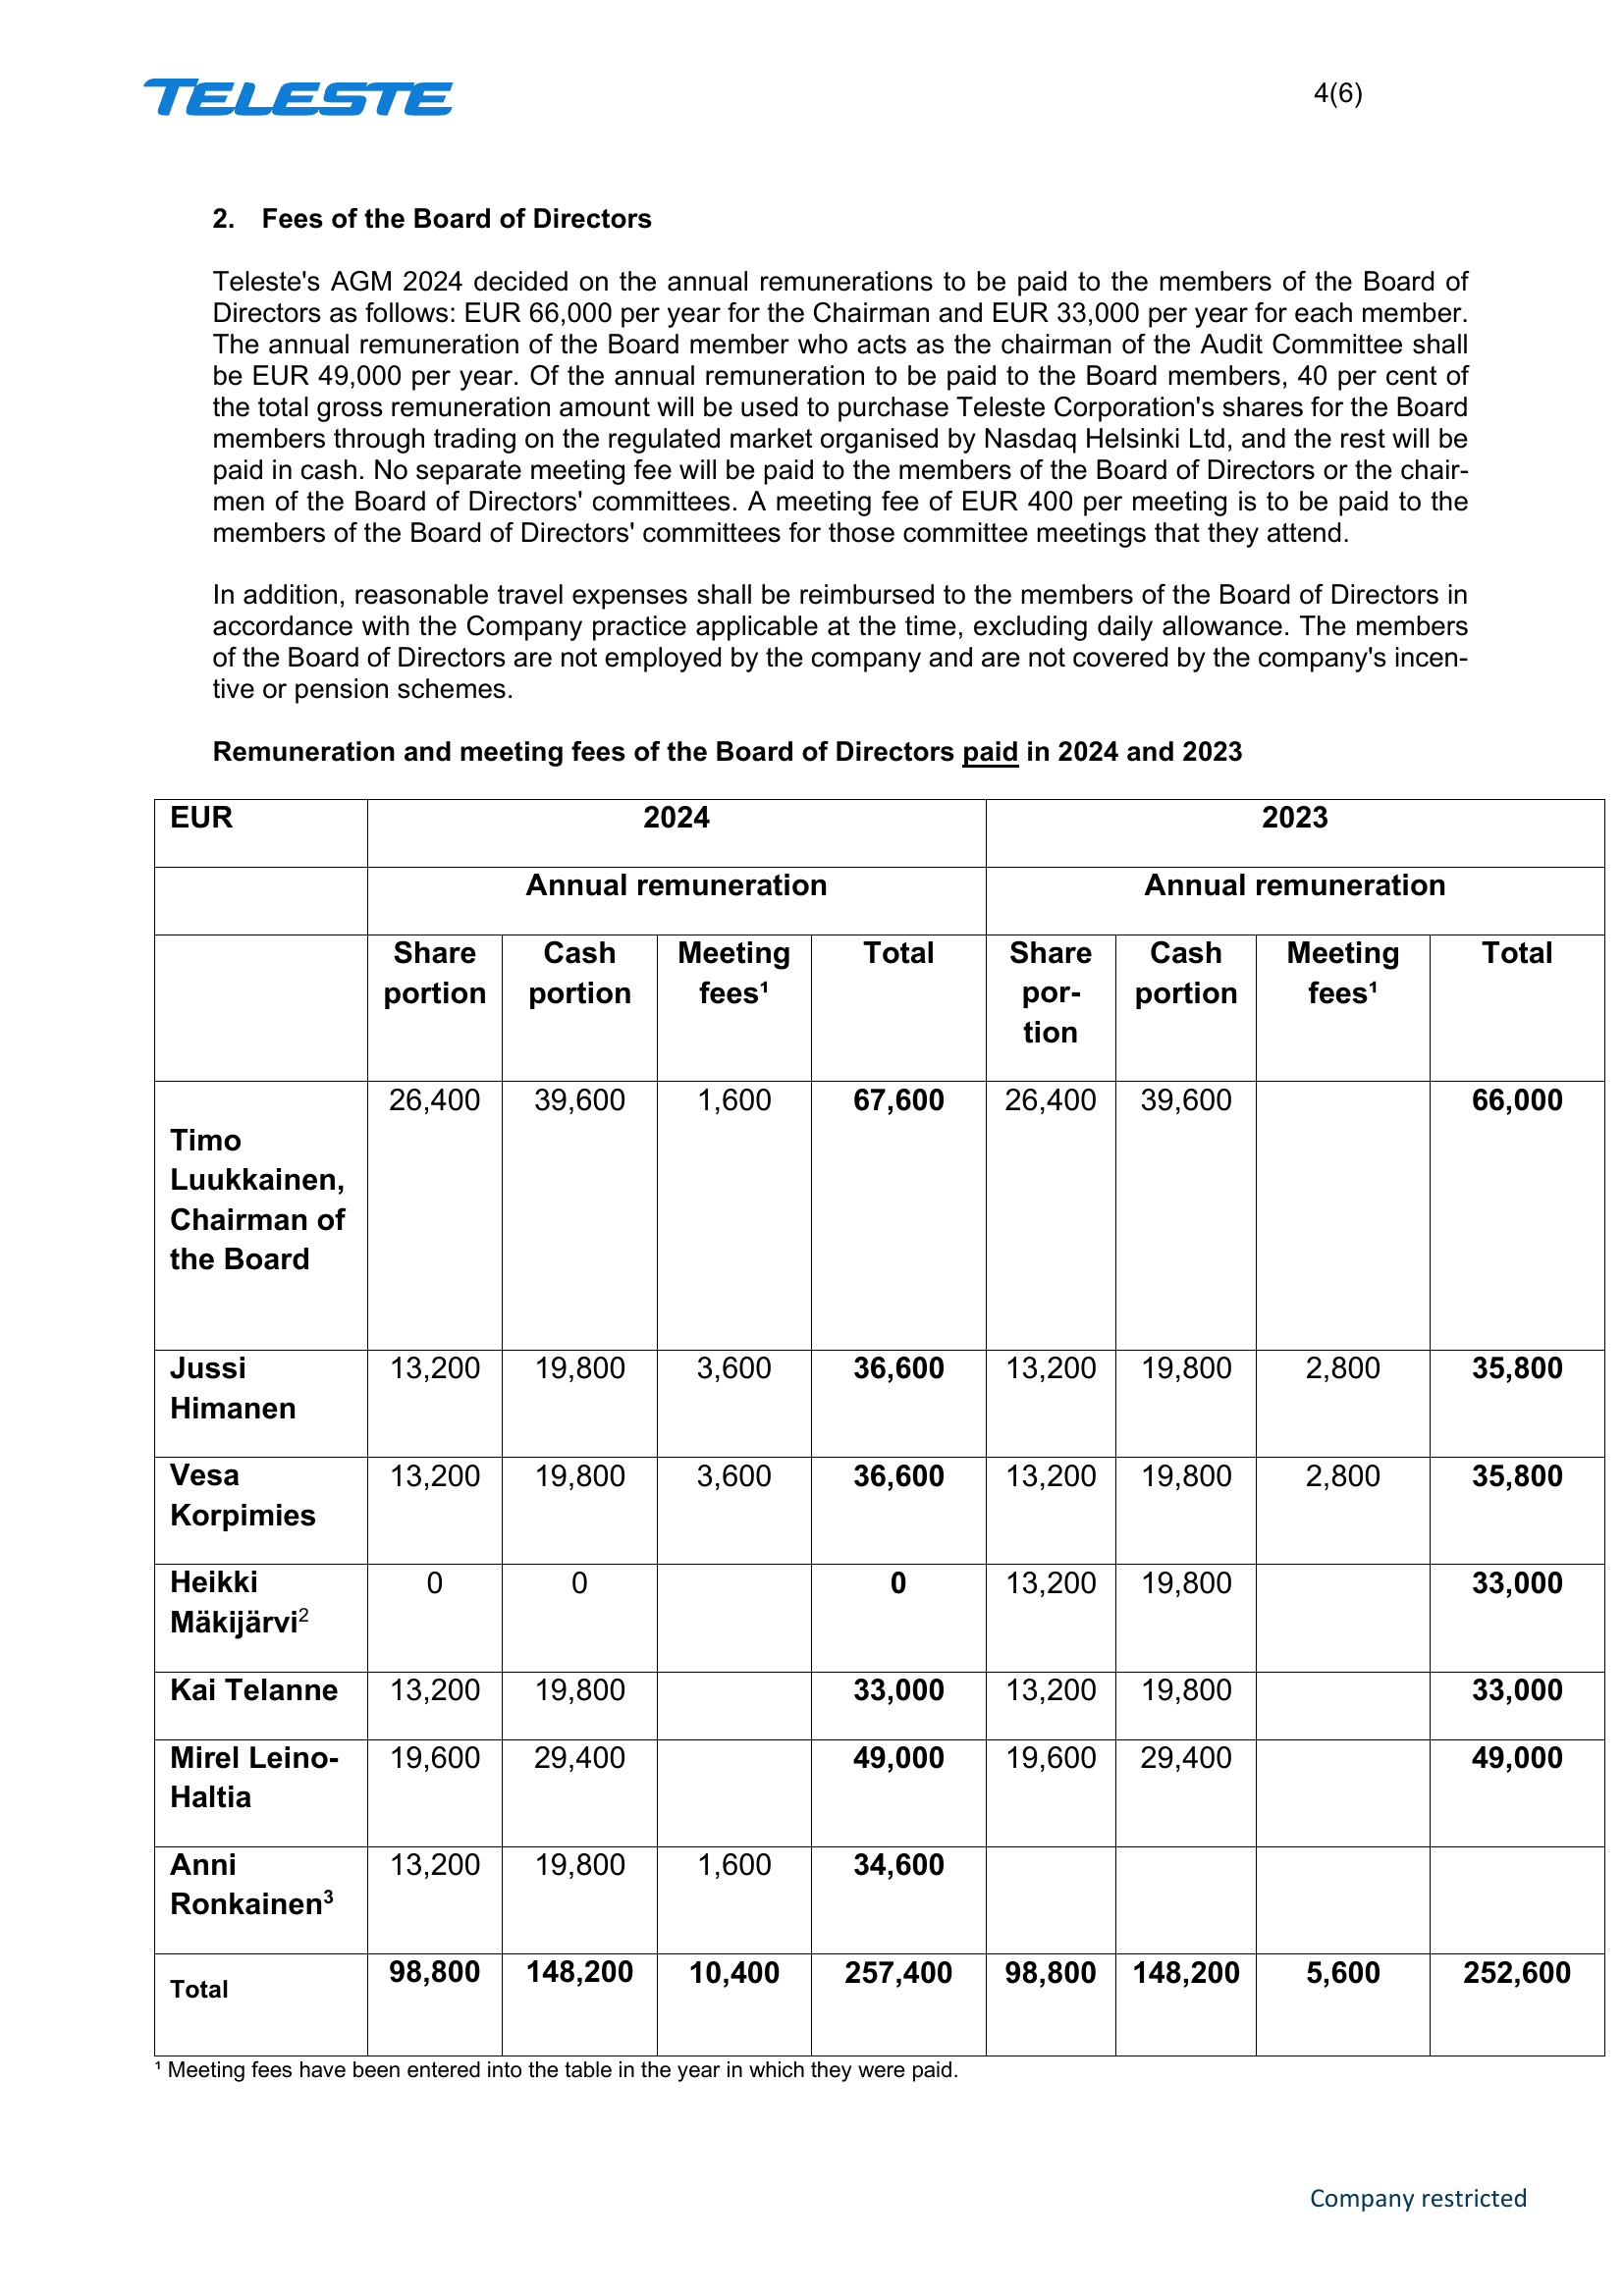 TELESTE
4(6)
2. Fees of the Board of Directors
Teleste's AGM 2024 decided on the annual remunerations to be paid to the members of the Board of
Directors as follows: EUR 66,000 per year for the Chairman and EUR 33,000 per year for each member.
The annual remuneration of the Board member who acts as the chairman of the Audit Committee shall
be EUR 49,000 per year. Of the annual remuneration to be paid to the Board members, 40 per cent of
the total gross remuneration amount will be used to purchase Teleste Corporation's shares for the Board
members through trading on the regulated market organised by Nasdaq Helsinki Ltd, and the rest will be
paid in cash. No separate meeting fee will be paid to the members of the Board of Directors or the chair-
men of the Board of Directors' committees. A meeting fee of EUR 400 per meeting is to be paid to the
members of the Board of Directors' committees for those committee meetings that they attend.
In addition, reasonable travel expenses shall be reimbursed to the members of the Board of Directors in
accordance with the Company practice applicable at the time, excluding daily allowance. The members
of the Board of Directors are not employed by the company and are not covered by the company's incen-
tive or pension schemes.
Remuneration and meeting fees of the Board of Directors paid in 2024 and 2023
EUR 2024 2023
Annual remuneration Annual remuneration
Share Cash Meeting Total Share Cash Meeting Total
portion portion fees¹ por- portion fees¹
tion
26,400 39,600 1,600 67,600 26,400 39,600 66,000
Timo
Luukkainen,
Chairman of
the Board
Jussi 13,200 19,800 3,600 36,600 13,200 19,800 2,800 35,800
Himanen
Vesa 13,200 19,800 3,600 36,600 13,200 19,800 2,800 35,800
Korpimies
Heikki 0 0 0 13,200 19,800 33,000
Mäkijärvi²
Kai Telanne 13,200 19,800 33,000 13,200 19,800 33,000
Mirel Leino- 19,600 29,400 49,000 19,600 29,400 49,000
Haltia
Anni 13,200 19,800 1,600 34,600
Ronkainen³
Total 98,800 148,200 10,400 257,400 98,800 148,200 5,600 252,600
¹ Meeting fees have been entered into the table in the year in which they were paid.
Company restricted